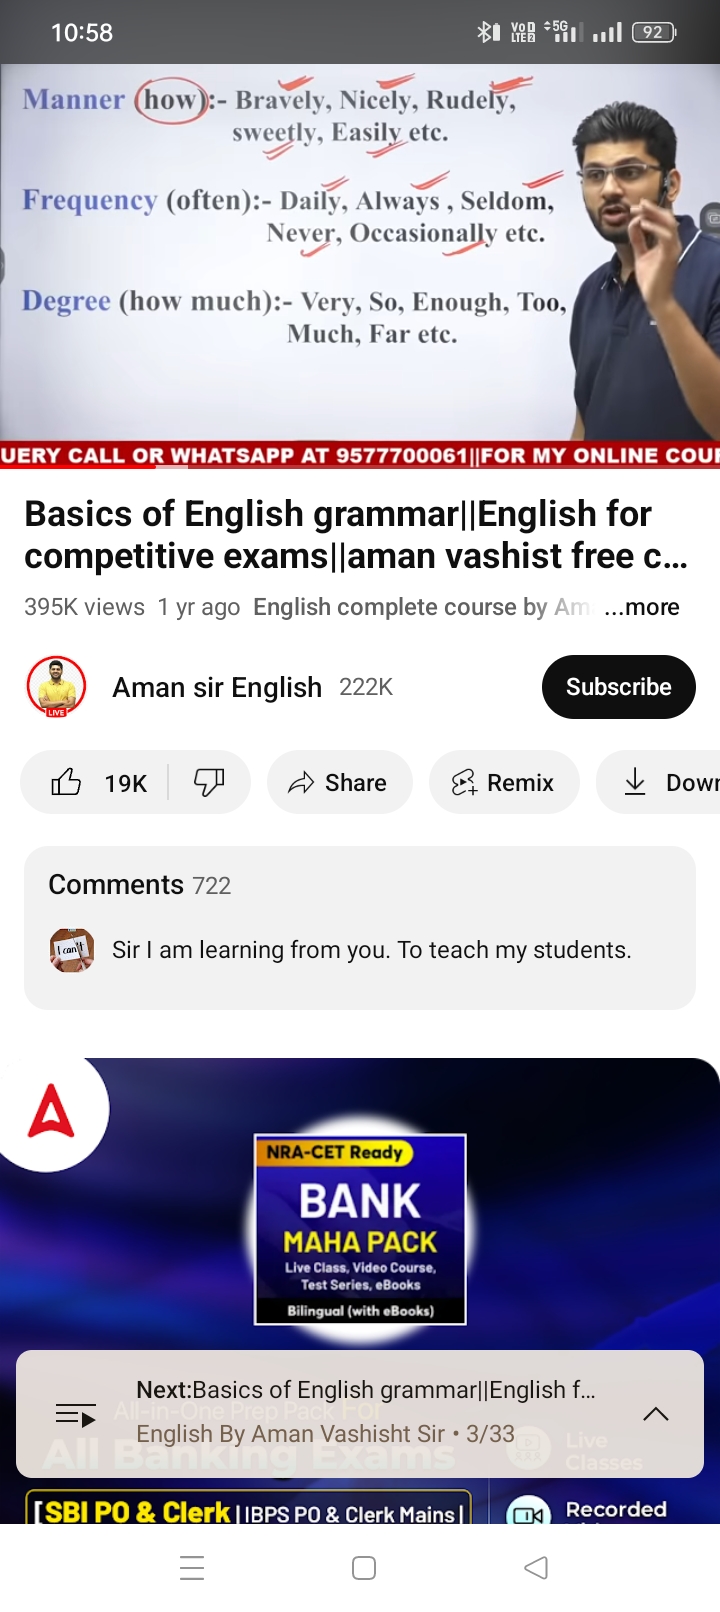 10:58
VoD LTE2 5G 92
Manner (how):- Bravely, Nicely, Rudely,
sweetly, Easily etc.
Frequency (often):- Daily, Always , Seldom,
Never, Occasionally etc.
Degree (how much):- Very, So, Enough, Too,
Much, Far etc.
UERY CALL OR WHATSAPP AT 9577700061||FOR MY ONLINE COUR
Basics of English grammar||English for
competitive exams||aman vashist free c...
395K views 1 yr ago English complete course by Am ...more
LIVE
Aman sir English 222K
Subscribe
19K
Share
Remix
Down
Comments 722
I can't
Sir I am learning from you. To teach my students.
NRA-CET Ready
BANK
MAHA PACK
Live Class, Video Course,
Test Series, eBooks
Bilingual (with eBooks)
Next:Basics of English grammar||English f...
All-in-One Prep Pack For
English By Aman Vashisht Sir • 3/33
All Banking Exams
Live
Classes
[SBI PO & Clerk | IBPS PO & Clerk Mains |
Recorded